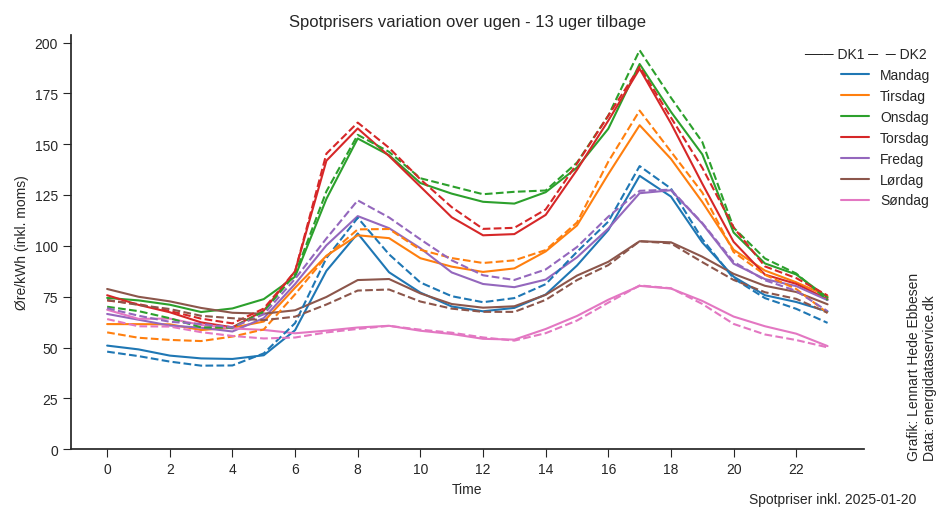 Spotprisers variation over ugen - 13 uger tilbage
Øre/kWh (inkl. moms)
200
175
150
125
100
75
50
25
0
0 2 4 6 8 10 12 14 16 18 20 22
Time
DK1 DK2
Mandag
Tirsdag
Onsdag
Torsdag
Fredag
Lørdag
Søndag
Grafik: Lennart Hede Ebbesen
Data: energidataservice.dk
Spotpriser inkl. 2025-01-20